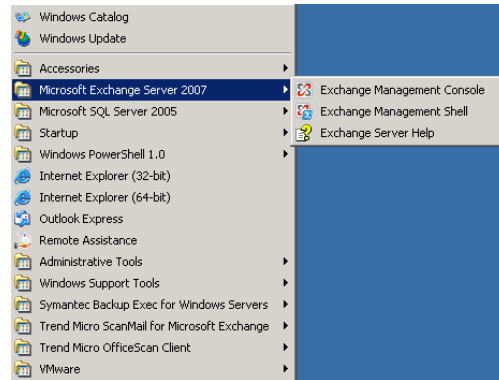 Windows Catalog
Windows Update
Accessories
Microsoft Exchange Server 2007
Microsoft SQL Server 2005
Startup
Windows PowerShell 1.0
Internet Explorer (32-bit)
Internet Explorer (64-bit)
Outlook Express
Remote Assistance
Administrative Tools
Windows Support Tools
Symantec Backup Exec for Windows Servers
Trend Micro ScanMail for Microsoft Exchange
Trend Micro OfficeScan Client
VMware
Exchange Management Console
Exchange Management Shell
Exchange Server Help